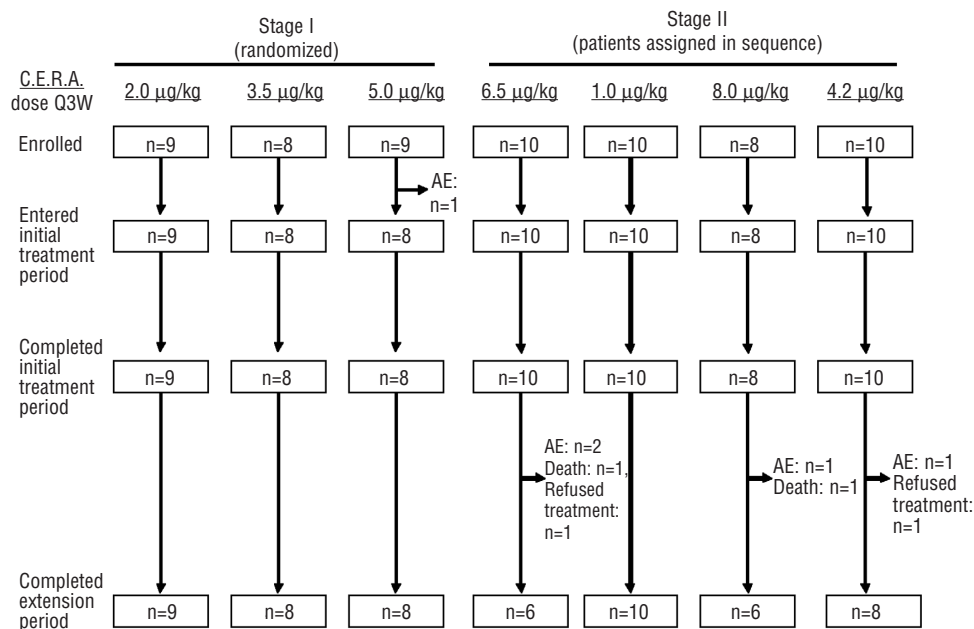 Stage I
(randomized)
Stage II
(patients assigned in sequence)
C.E.R.A.
dose Q3W
2.0 µg/kg
3.5 µg/kg
5.0 µg/kg
6.5 µg/kg
1.0 µg/kg
8.0 µg/kg
4.2 µg/kg
Enrolled
n=9
n=8
n=9
n=10
n=10
n=8
n=10
AE:
n=1
Entered
initial
treatment
period
n=9
n=8
n=8
n=10
n=10
n=8
n=10
Completed
initial
treatment
period
n=9
n=8
n=8
n=10
n=10
n=8
n=10
AE: n=2
Death: n=1,
Refused
treatment:
n=1
AE: n=1
Death: n=1
AE: n=1
Refused
treatment:
n=1
Completed
extension
period
n=9
n=8
n=8
n=6
n=10
n=6
n=8